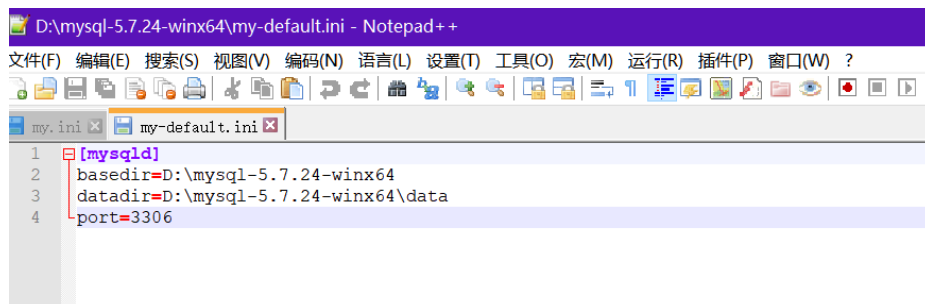 D:\mysql-5.7.24-winx64\my-default.ini - Notepad++
文件(F) 编辑(E) 搜索(S) 视图(V) 编码(N) 语言(L) 设置(T) 工具(O) 宏(M) 运行(R) 插件(P) 窗口(W) ?
my.ini my-default.ini
1 [mysqld]
2 basedir=D:\mysql-5.7.24-winx64
3 datadir=D:\mysql-5.7.24-winx64\data
4 port=3306